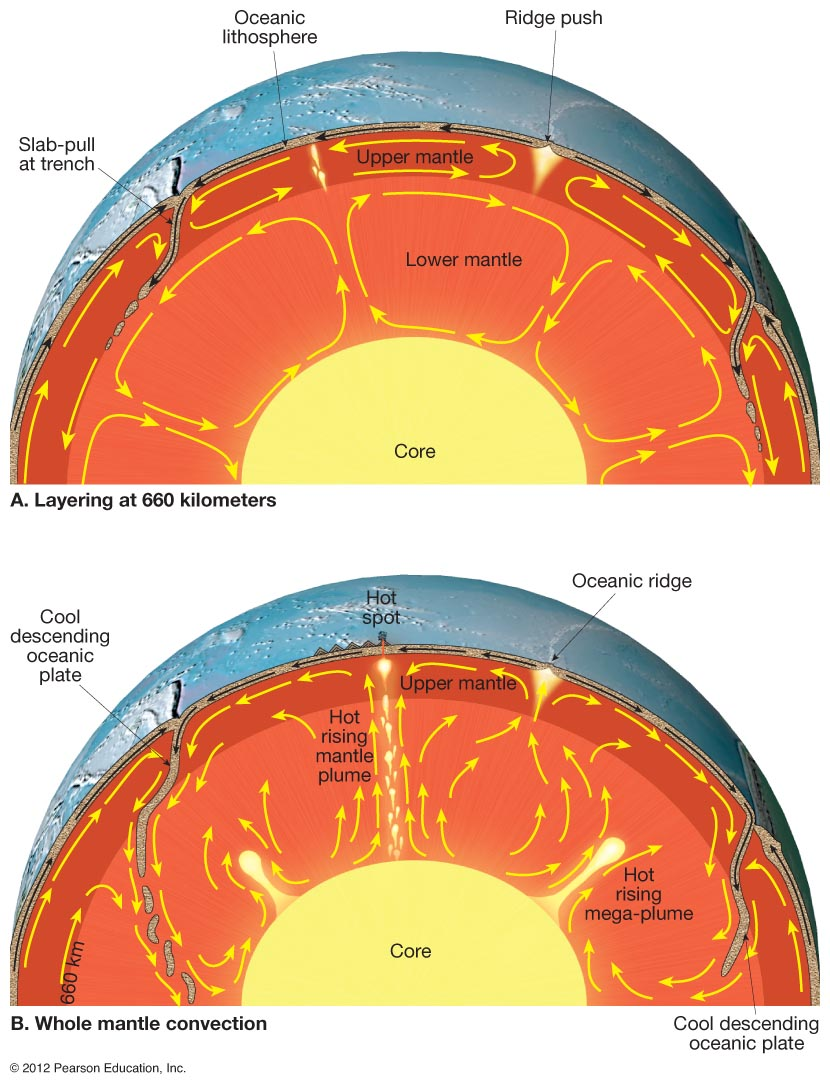 Oceanic
lithosphere
Ridge push
Slab-pull
at trench
Upper mantle
Lower mantle
Core
A. Layering at 660 kilometers
Oceanic ridge
Hot
spot
Cool
descending
oceanic
plate
Upper mantle
Hot
rising
mantle
plume
Hot
rising
mega-plume
Core
660 km
B. Whole mantle convection
Cool descending
oceanic plate
© 2012 Pearson Education, Inc.